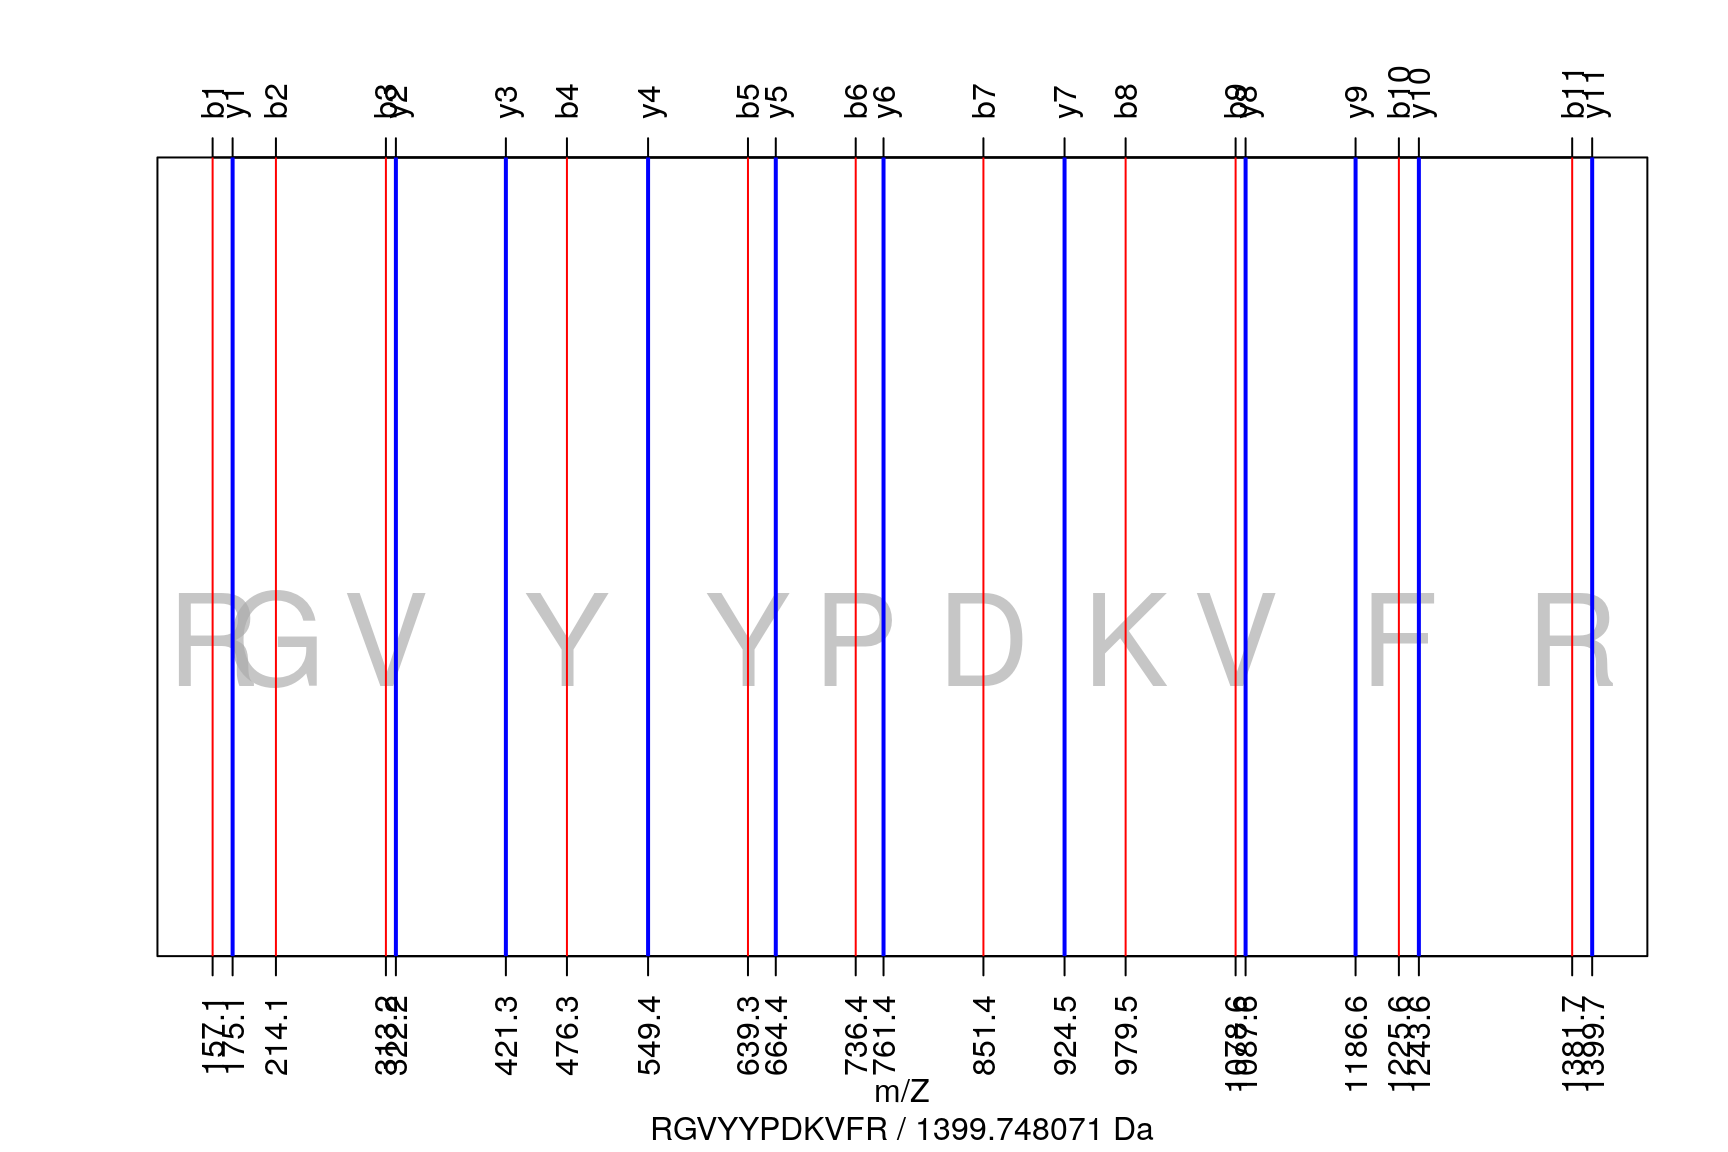 b1 y1 b2 b3 y2 y3 b4 y4 b5 y5 b6 y6 b7 y7 b8 b9 y8 y9 b10 y10 b11 y11
R G V Y Y P D K V F R
157.1 175.1 214.1 313.2 322.2 421.3 476.3 549.4 639.3 664.4 736.4 761.4 851.4 924.5 979.5 1078.6 1087.6 1186.6 1225.6 1243.6 1381.7 1399.7
m/Z
RGVYYPDKVFR / 1399.748071 Da